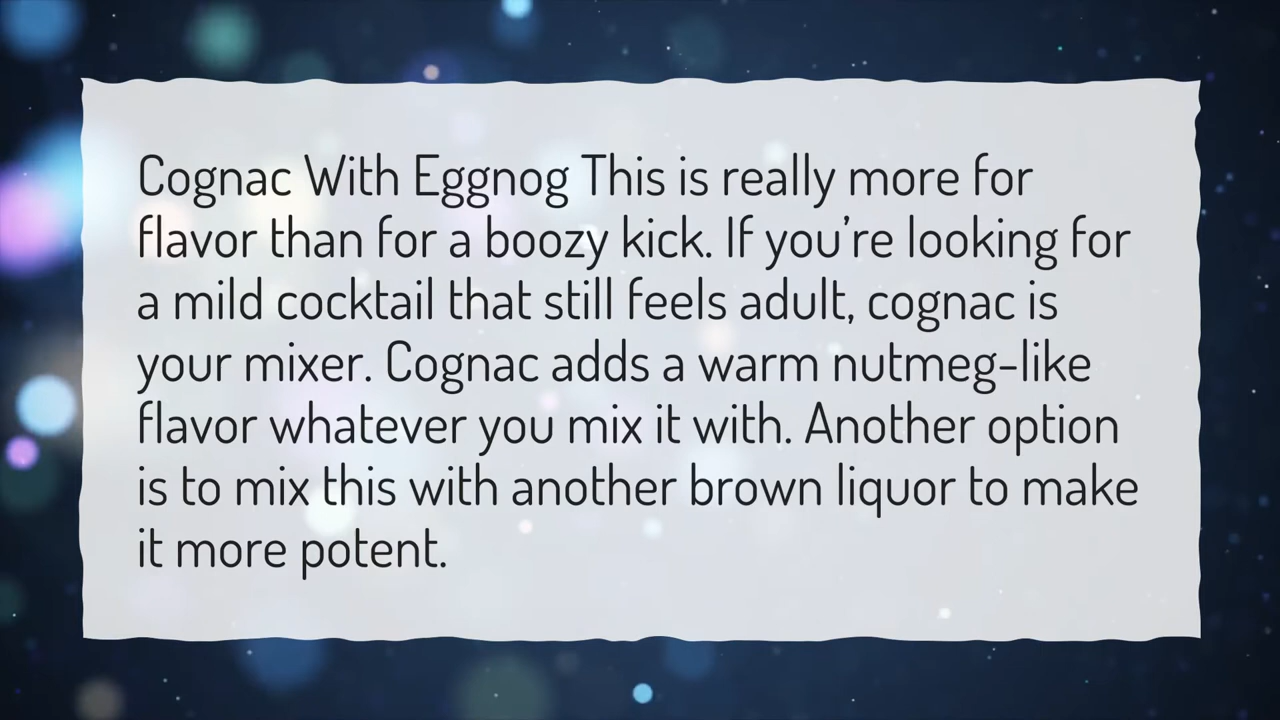 Cognac With Eggnog This is really more for
flavor than for a boozy kick. If you’re looking for
a mild cocktail that still feels adult, cognac is
your mixer. Cognac adds a warm nutmeg-like
flavor whatever you mix it with. Another option
is to mix this with another brown liquor to make
it more potent.